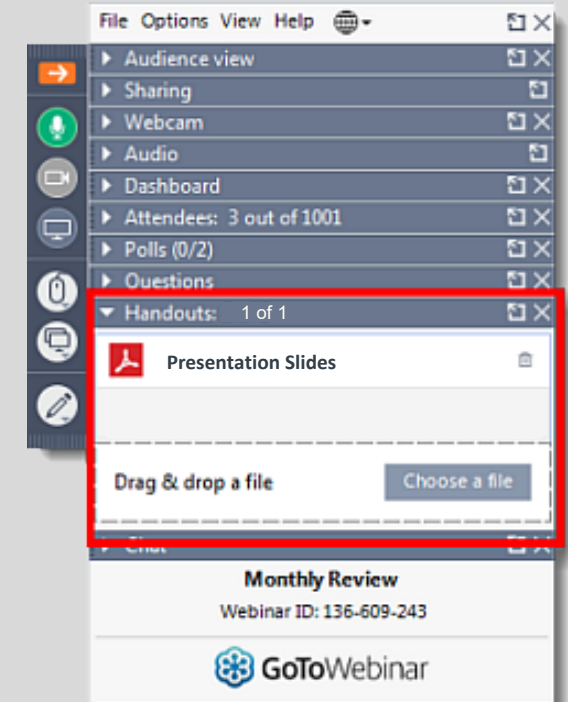 File Options View Help
Audience view
Sharing
Webcam
Audio
Dashboard
Attendees: 3 out of 1001
Polls (0/2)
Questions
Handouts: 1 of 1
Presentation Slides
Drag & drop a file
Choose a file
Chat
Monthly Review
Webinar ID: 136-609-243
GoToWebinar